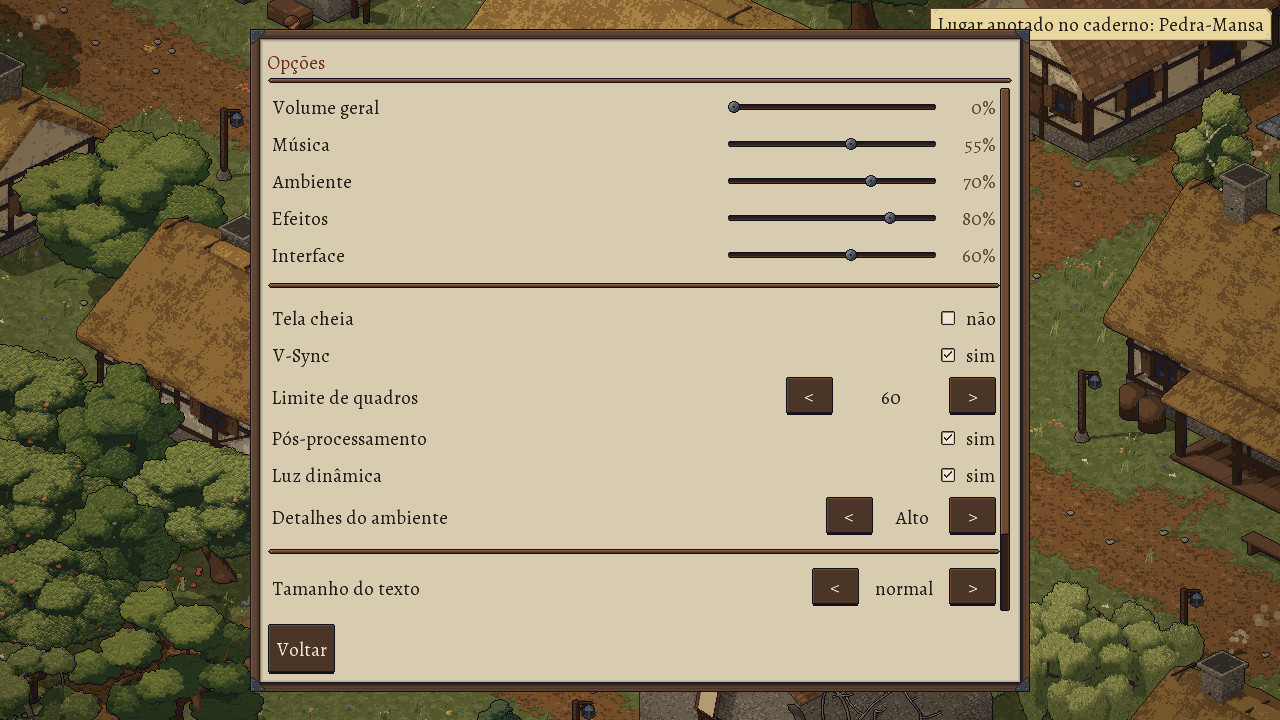 Lugar anotado no caderno: Pedra-Mansa
Opções
Volume geral 0%
Música 55%
Ambiente 70%
Efeitos 80%
Interface 60%
Tela cheia não
V-Sync sim
Limite de quadros < 60 >
Pós-processamento sim
Luz dinâmica sim
Detalhes do ambiente < Alto >
Tamanho do texto < normal >
Voltar